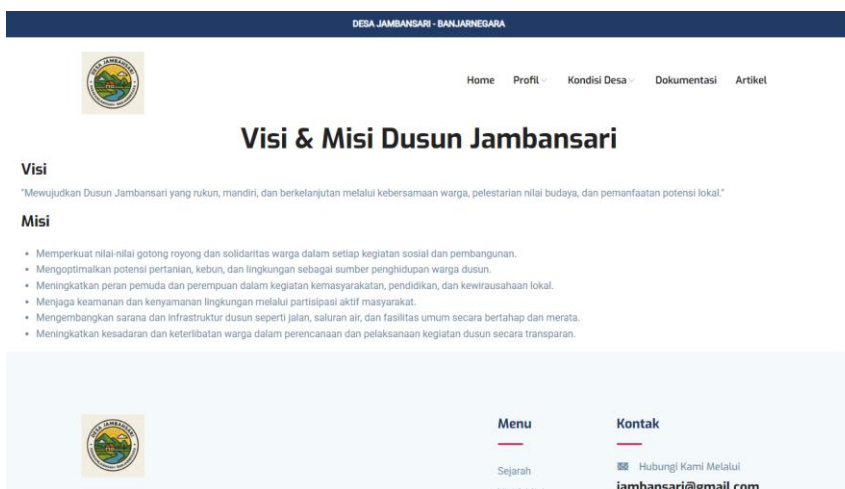 DESA JAMBANSARI - BANJARNEGARA
Home Profil Kondisi Desa Dokumentasi Artikel
Visi & Misi Dusun Jambansari
Visi
"Mewujudkan Dusun Jambansari yang rukun, mandiri, dan berkelanjutan melalui kebersamaan warga, pelestarian nilai budaya, dan pemanfaatan potensi lokal."
Misi
• Memperkuat nilai-nilai gotong royong dan solidaritas warga dalam setiap kegiatan sosial dan pembangunan.
• Mengoptimalkan potensi pertanian, kebun, dan lingkungan sebagai sumber penghidupan warga dusun.
• Meningkatkan peran pemuda dan perempuan dalam kegiatan kemasyarakatan, pendidikan, dan kewirausahaan lokal.
• Menjaga keamanan dan kenyamanan lingkungan melalui partisipasi aktif masyarakat.
• Mengembangkan sarana dan infrastruktur dusun seperti jalan, saluran air, dan fasilitas umum secara bertahap dan merata.
• Meningkatkan kesadaran dan keterlibatan warga dalam perencanaan dan pelaksanaan kegiatan dusun secara transparan.
Menu
Sejarah
Kontak
Hubungi Kami Melalui
jambansari@gmail.com